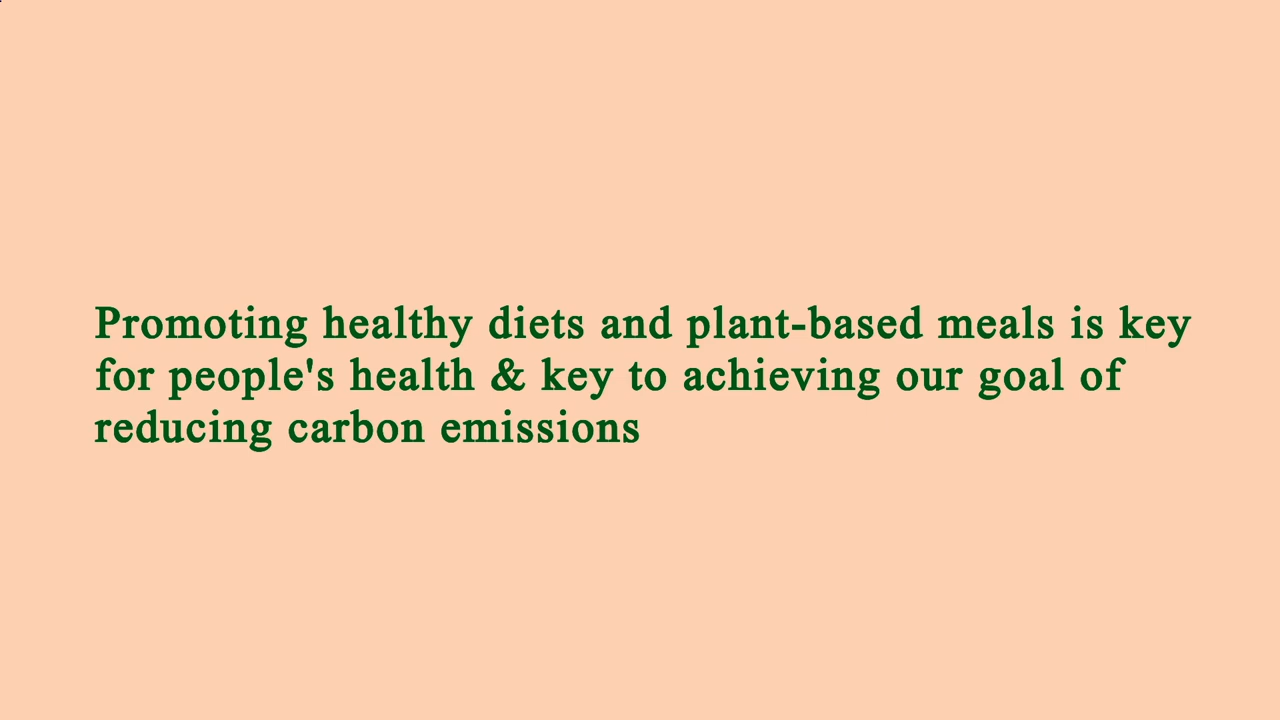 Promoting healthy diets and plant-based meals is key
for people's health & key to achieving our goal of
reducing carbon emissions